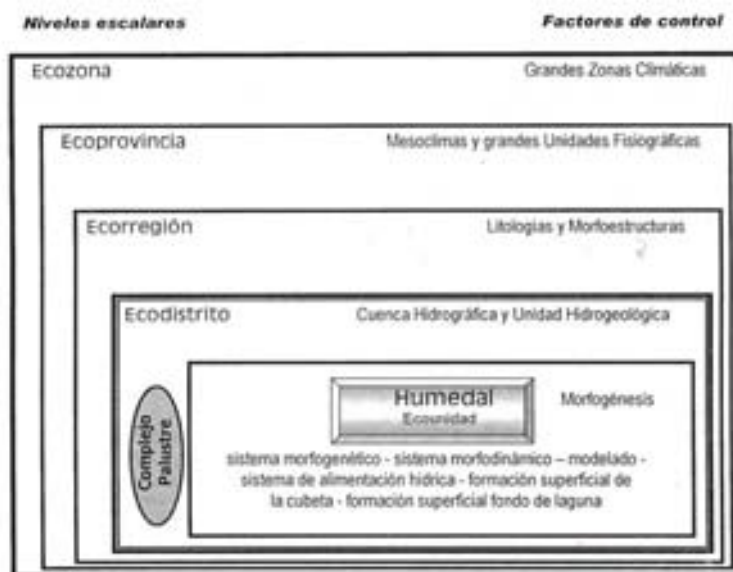 Niveles escalares
Factores de control
Ecozona
Grandes Zonas Climáticas
Ecoprovincia
Mesoclimas y grandes Unidades Fisiográficas
Ecorregión
Litologías y Morfoestructuras
Ecodistrito
Cuenca Hidrográfica y Unidad Hidrogeológica
Complejo
Palustre
Humedal
Ecounidad
Morfogénesis
sistema morfogenético - sistema morfodinámico – modelado -
sistema de alimentación hídrica - formación superficial de
la cubeta - formación superficial fondo de laguna